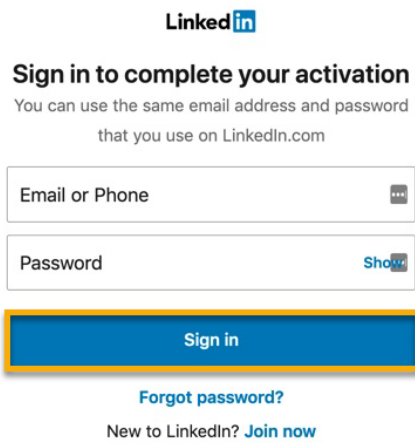 Linked in
Sign in to complete your activation
You can use the same email address and password
that you use on LinkedIn.com
Email or Phone
Password Show
Sign in
Forgot password?
New to LinkedIn? Join now